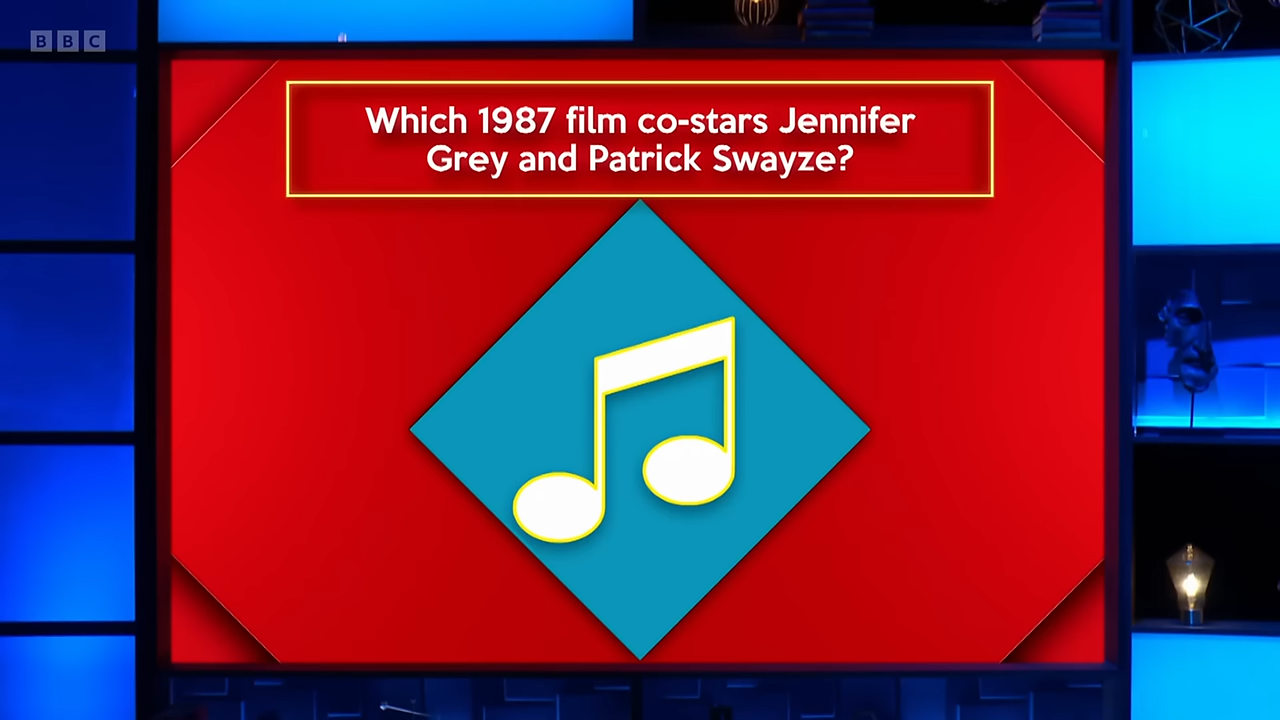 BBC
Which 1987 film co-stars Jennifer
Grey and Patrick Swayze?